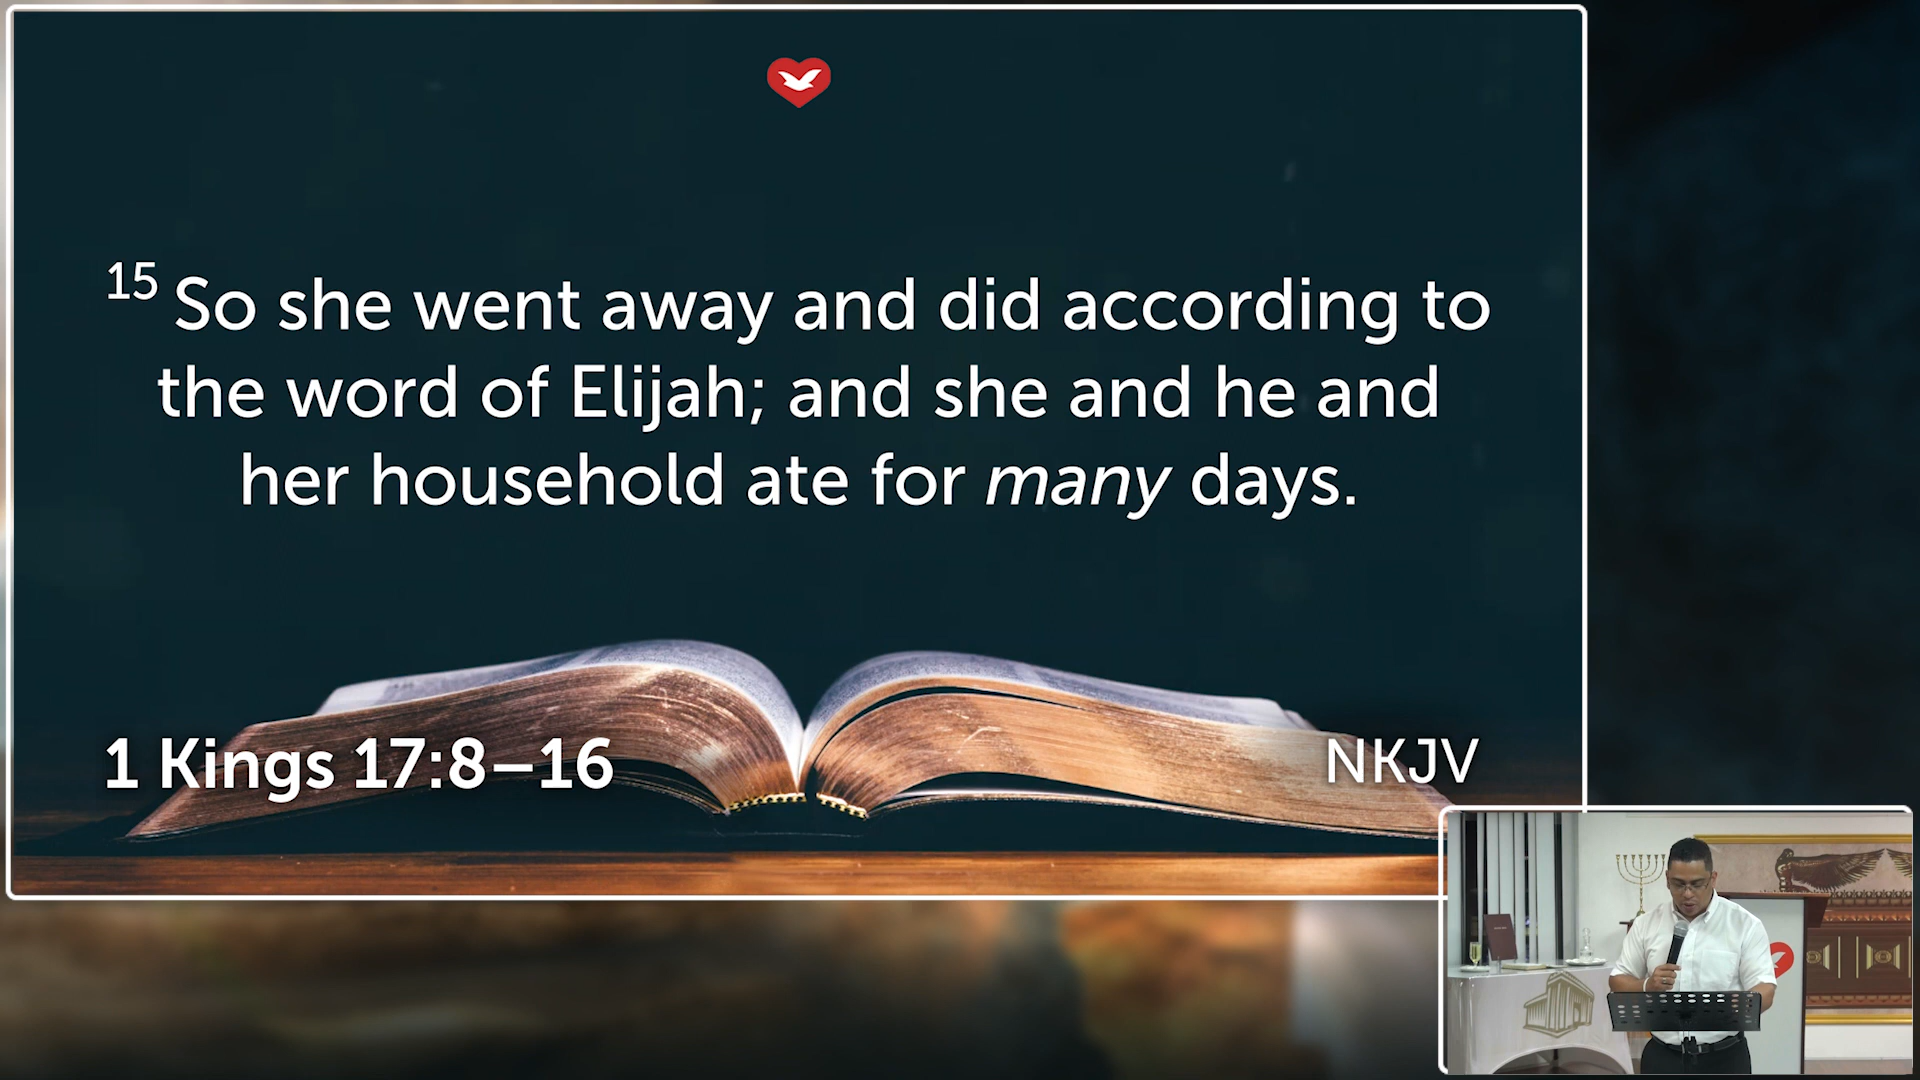 15 So she went away and did according to
the word of Elijah; and she and he and
her household ate for many days.
1 Kings 17:8–16
NKJV